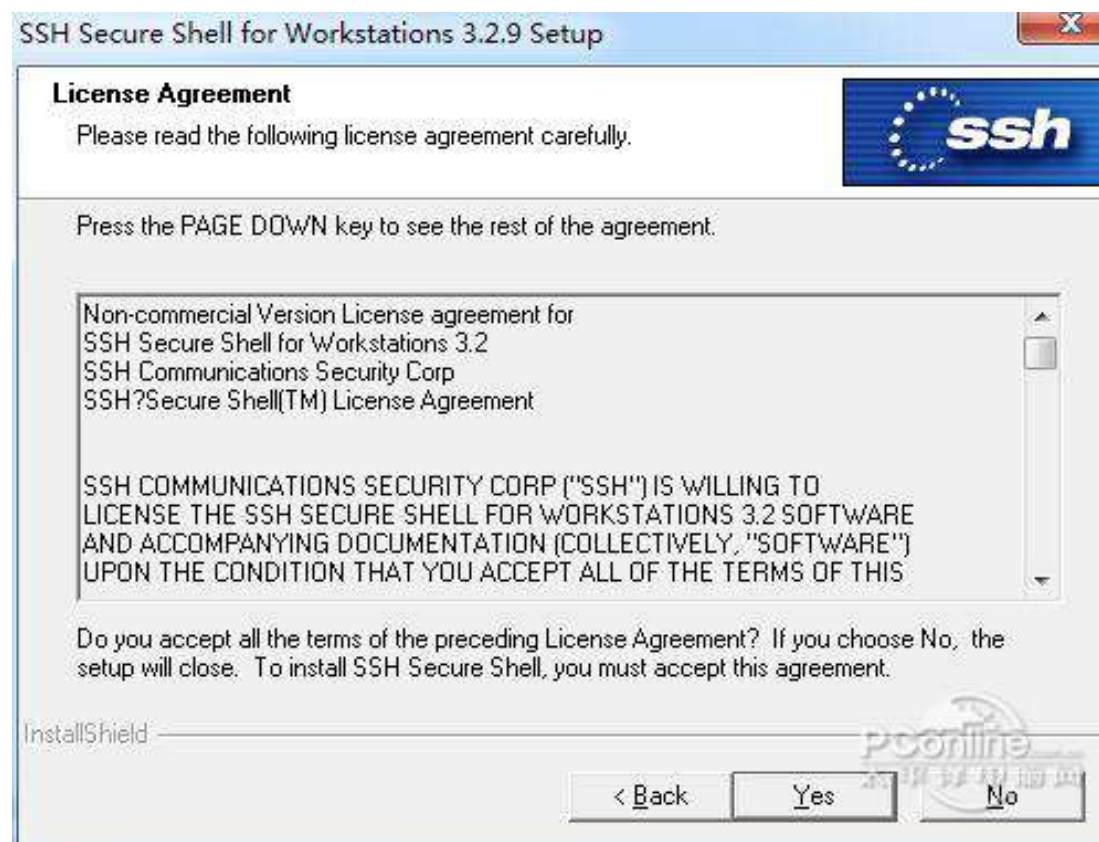 SSH Secure Shell for Workstations 3.2.9 Setup
License Agreement
Please read the following license agreement carefully.
ssh
Press the PAGE DOWN key to see the rest of the agreement.
Non-commercial Version License agreement for
SSH Secure Shell for Workstations 3.2
SSH Communications Security Corp
SSH?Secure Shell(TM) License Agreement
SSH COMMUNICATIONS SECURITY CORP ("SSH") IS WILLING TO
LICENSE THE SSH SECURE SHELL FOR WORKSTATIONS 3.2 SOFTWARE
AND ACCOMPANYING DOCUMENTATION (COLLECTIVELY, "SOFTWARE")
UPON THE CONDITION THAT YOU ACCEPT ALL OF THE TERMS OF THIS
Do you accept all the terms of the preceding License Agreement? If you choose No, the
setup will close. To install SSH Secure Shell, you must accept this agreement.
InstallShield
PConline
太平洋电脑网
< Back
Yes
No